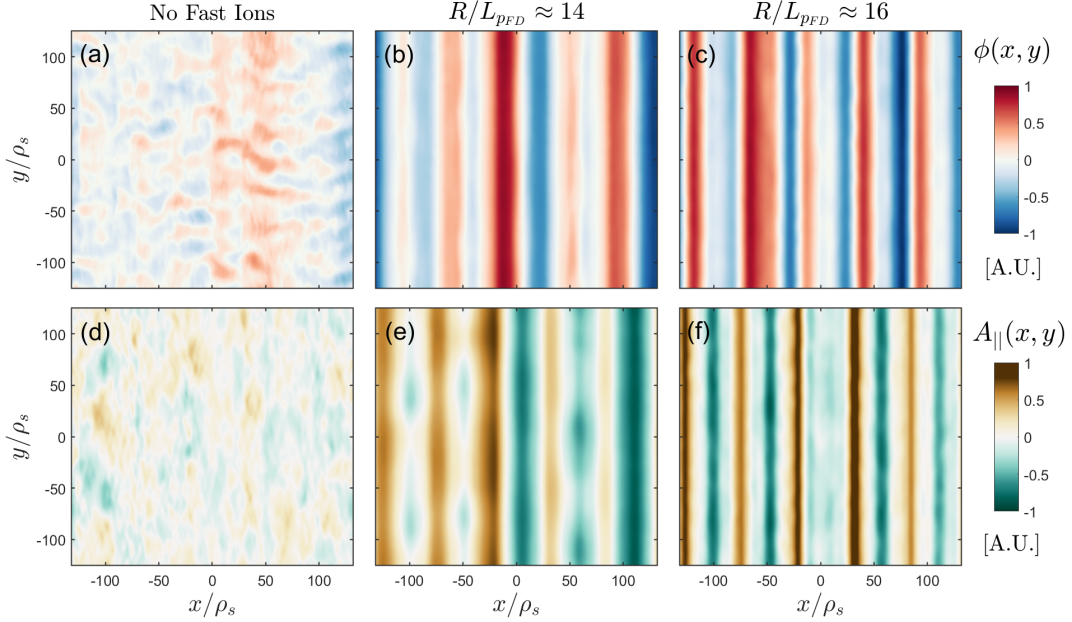 No Fast Ions
R/L_{p_{FD}} ≈ 14
R/L_{p_{FD}} ≈ 16
(a)
(b)
(c)
ϕ(x, y)
100
50
0
-50
-100
y/ρ_s
1
0.5
0
-0.5
-1
[A.U.]
(d)
(e)
(f)
A_{||}(x, y)
100
50
0
-50
-100
y/ρ_s
1
0.5
0
-0.5
-1
[A.U.]
-100 -50 0 50 100
-100 -50 0 50 100
-100 -50 0 50 100
x/ρ_s
x/ρ_s
x/ρ_s